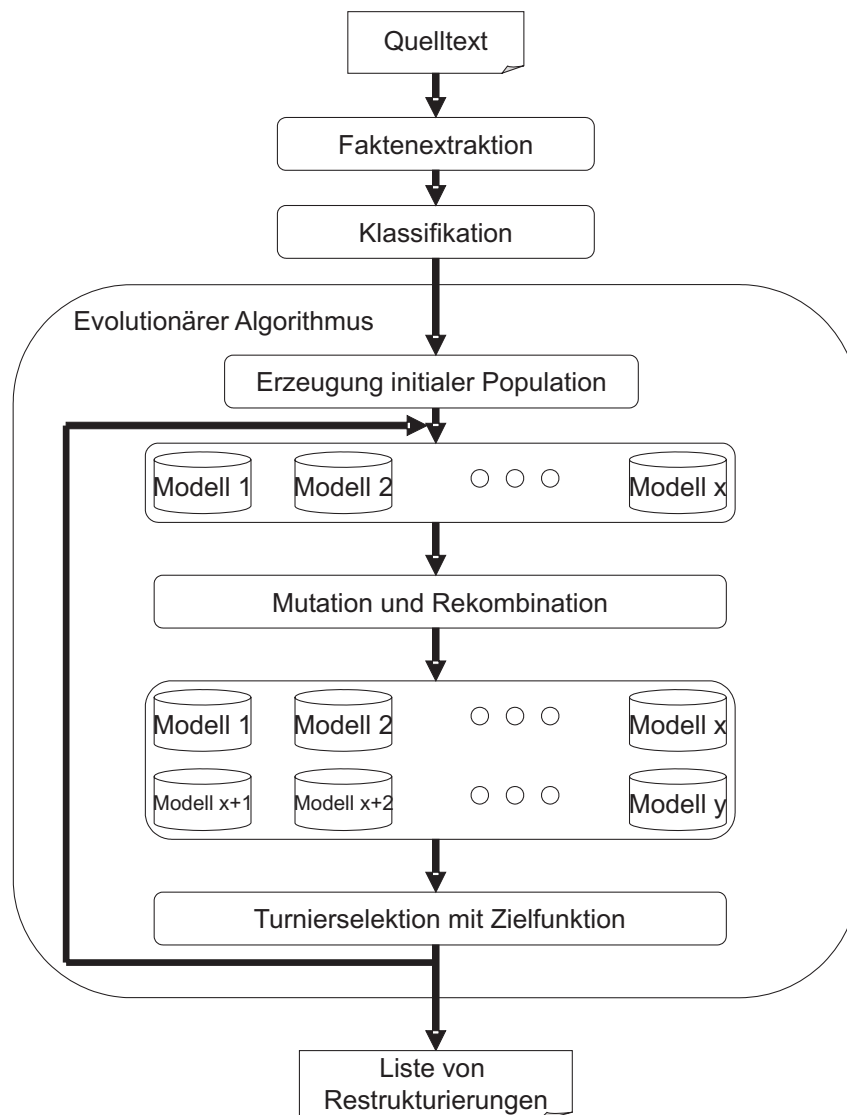 Quelltext
Faktenextraktion
Klassifikation
Evolutionärer Algorithmus
Erzeugung initialer Population
Modell 1 Modell 2 Modell x
Mutation und Rekombination
Modell 1 Modell 2 Modell x
Modell x+1 Modell x+2 Modell y
Turnierselektion mit Zielfunktion
Liste von
Restrukturierungen